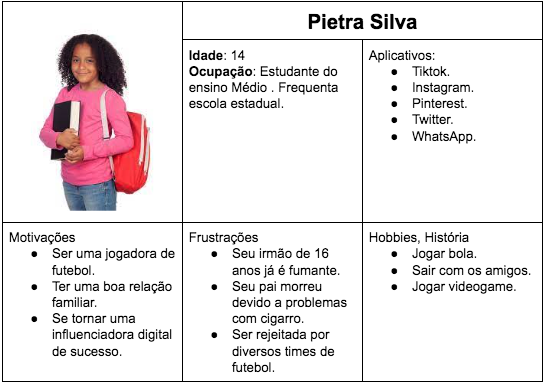 Pietra Silva
Idade: 14
Ocupação: Estudante do
ensino Médio . Frequenta
escola estadual.
Aplicativos:
● Tiktok.
● Instagram.
● Pinterest.
● Twitter.
● WhatsApp.
Motivações
● Ser uma jogadora de
futebol.
● Ter uma boa relação
familiar.
● Se tornar uma
influenciadora digital
de sucesso.
Frustrações
● Seu irmão de 16
anos já é fumante.
● Seu pai morreu
devido a problemas
com cigarro.
● Ser rejeitada por
diversos times de
futebol.
Hobbies, História
● Jogar bola.
● Sair com os amigos.
● Jogar videogame.